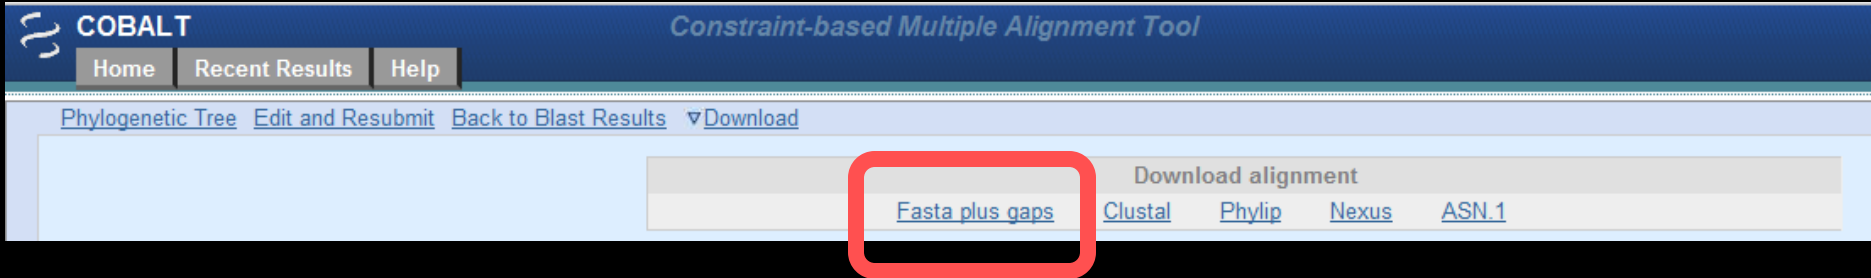 COBALT Constraint-based Multiple Alignment Tool
Home Recent Results Help
Phylogenetic Tree Edit and Resubmit Back to Blast Results Download
Download alignment
Fasta plus gaps Clustal Phylip Nexus ASN.1